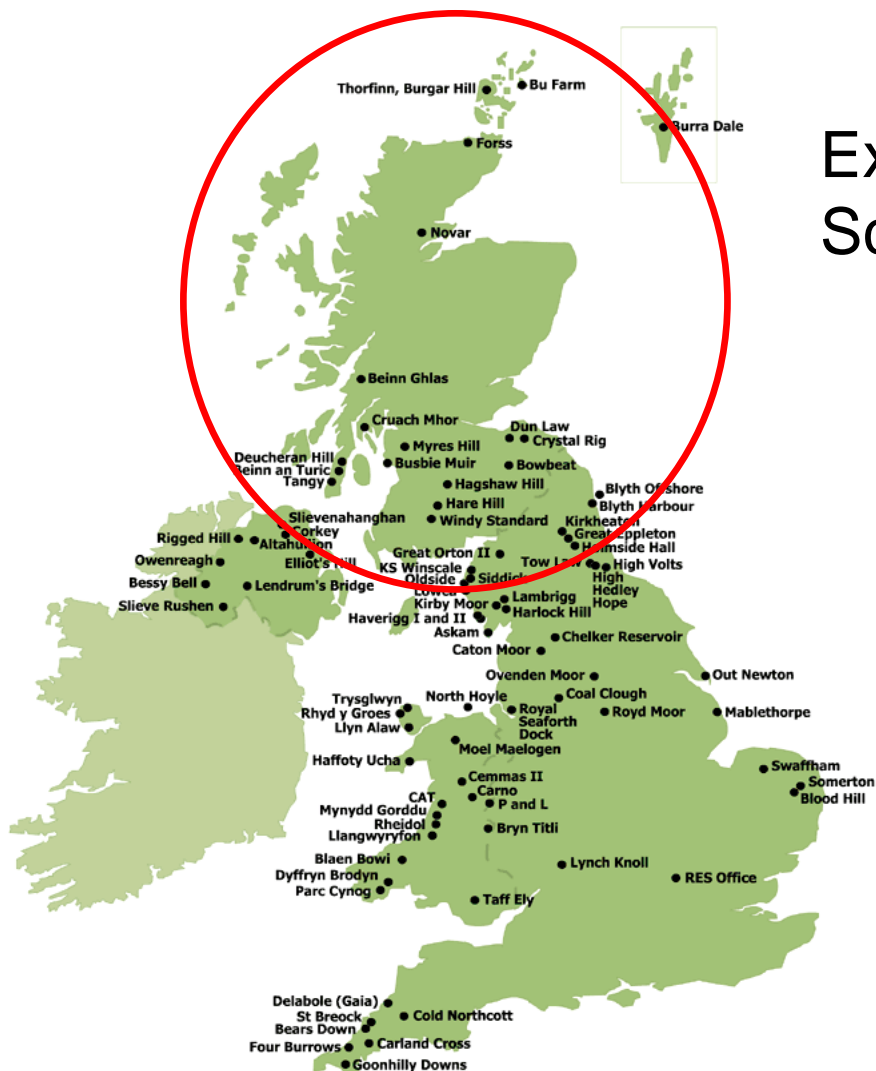 Thorfinn, Burgar Hill
Bu Farm
Burra Dale
Forss
Ex
So
Novar
Beinn Ghlas
Cruach Mhor
Dun Law
Crystal Rig
Myres Hill
Deucheran Hill
Busbie Muir
Bowbeat
Beinn an Turic
Tangy
Hagshaw Hill
Blyth Offshore
Blyth Harbour
Hare Hill
Windy Standard
Slievenahanghan
Corkey
Rigged Hill
Altahullion
Kirkheaton
Great Eppleton
Holmside Hall
Great Orton II
Elliot's Hill
Owenreagh
KS Winscale
Tow Law
High Volts
High
Hedley
Hope
Bessy Bell
Lendrum's Bridge
Oldside
Siddick
Lowca
Slieve Rushen
Kirby Moor
Lambrigg
Harlock Hill
Haverigg I and II
Askam
Chelker Reservoir
Caton Moor
Ovenden Moor
Out Newton
Trysglwyn
North Hoyle
Coal Clough
Rhyd y Groes
Royal
Seaforth
Dock
Royd Moor
Mablethorpe
Llyn Alaw
Moel Maelogen
Haffoty Ucha
Swaffham
Cemmas II
Somerton
Carno
Blood Hill
CAT
P and L
Mynydd Gorddu
Rheidol
Bryn Titli
Llangwyryfon
Blaen Bowi
Lynch Knoll
Dyffryn Brodyn
RES Office
Parc Cynog
Taff Ely
Delabole (Gaia)
St Breock
Cold Northcott
Bears Down
Four Burrows
Carland Cross
Goonhilly Downs